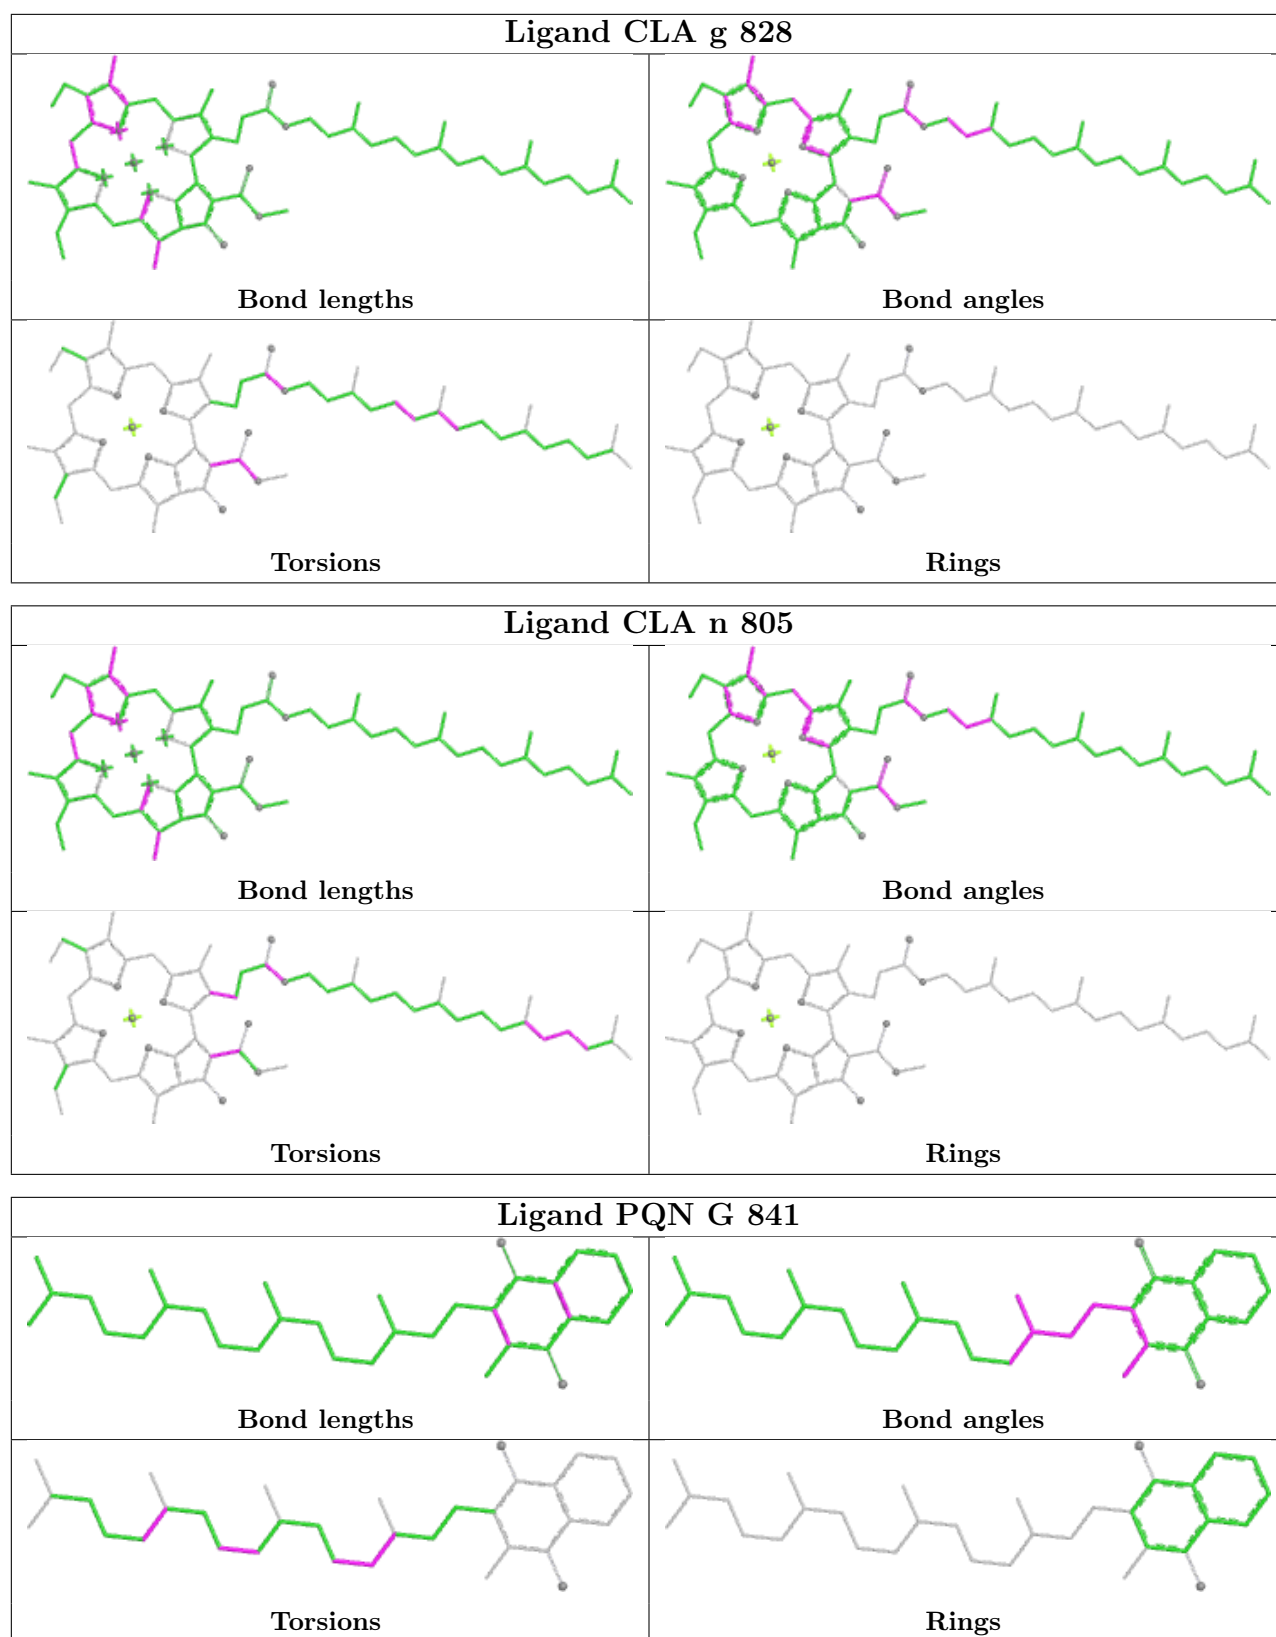 Ligand CLA g 828
Bond lengths
Bond angles
Torsions
Rings
Ligand CLA n 805
Bond lengths
Bond angles
Torsions
Rings
Ligand PQN G 841
Bond lengths
Bond angles
Torsions
Rings